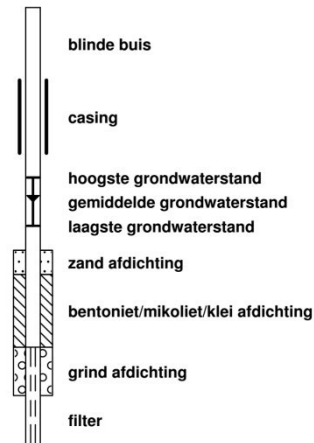 blinde buis
casing
hoogste grondwaterstand
gemiddelde grondwaterstand
laagste grondwaterstand
zand afdichting
bentoniet/mikoliet/klei afdichting
grind afdichting
filter